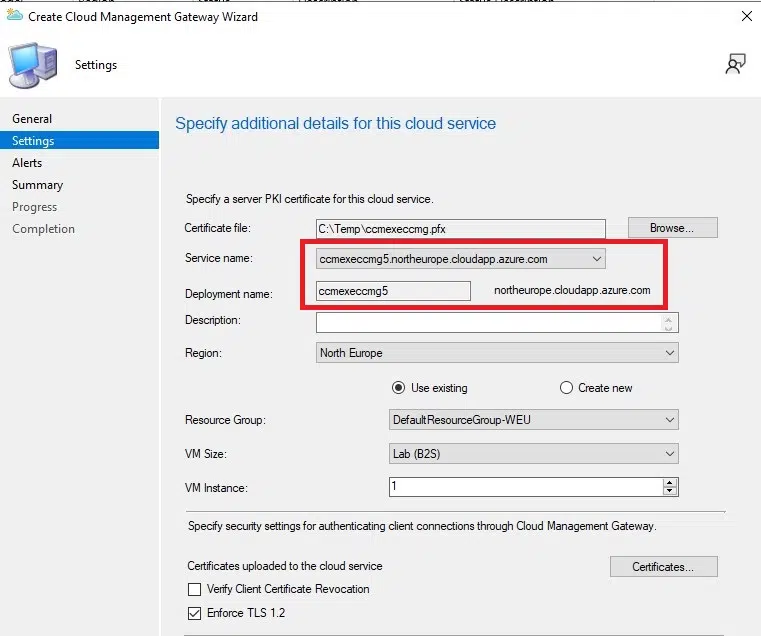 Create Cloud Management Gateway Wizard
Settings
General
Settings
Alerts
Summary
Progress
Completion
Specify additional details for this cloud service
Specify a server PKI certificate for this cloud service.
Certificate file: C:\Temp\ccmexeccmg.pfx Browse...
Service name: ccmexeccmg5.northeurope.cloudapp.azure.com
Deployment name: ccmexeccmg5 northeurope.cloudapp.azure.com
Description:
Region: North Europe
Use existing Create new
Resource Group: DefaultResourceGroup-WEU
VM Size: Lab (B2S)
VM Instance: 1
Specify security settings for authenticating client connections through Cloud Management Gateway.
Certificates uploaded to the cloud service Certificates...
Verify Client Certificate Revocation
Enforce TLS 1.2